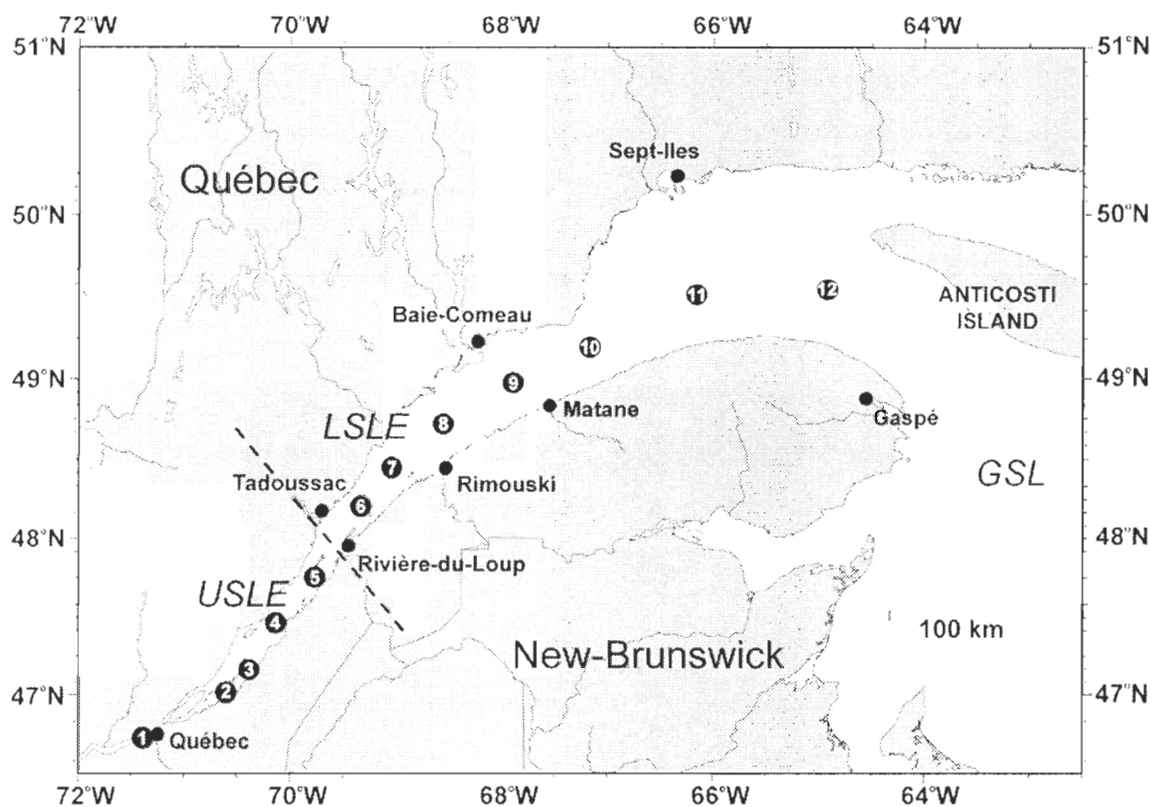 72°W 70°W 68°W 66°W 64°W
51°N 51°N
Sept-Iles
Québec
50°N 50°N
12
11
ANTICOSTI
ISLAND
Baie-Comeau
10
49°N 49°N
9
Matane
Gaspé
LSLE 8
7
Rimouski
GSL
Tadoussac
6
48°N 48°N
Rivière-du-Loup
5
USLE
4
100 km
New-Brunswick
3
47°N 2 47°N
1 Québec
72°W 70°W 68°W 66°W 64°W